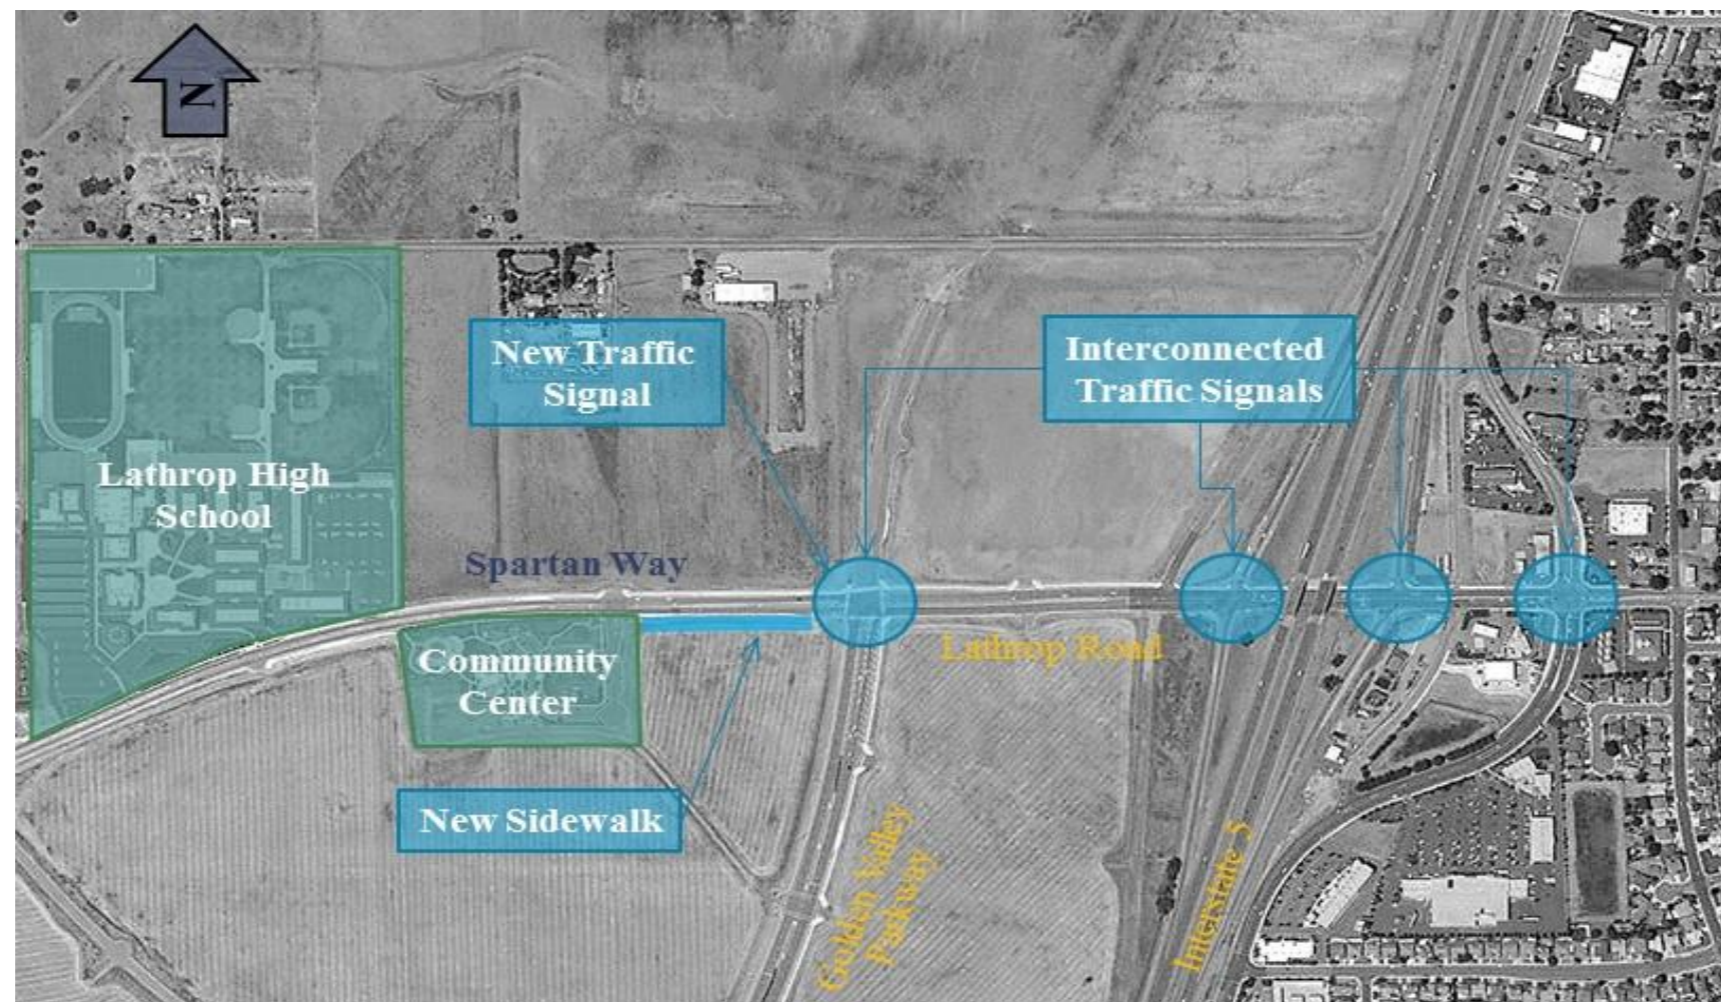 N
New Traffic
Signal
Interconnected
Traffic Signals
Lathrop High
School
Spartan Way
Community
Center
Lathrop Road
New Sidewalk
Golden Valley
Parkway
Interstate 5